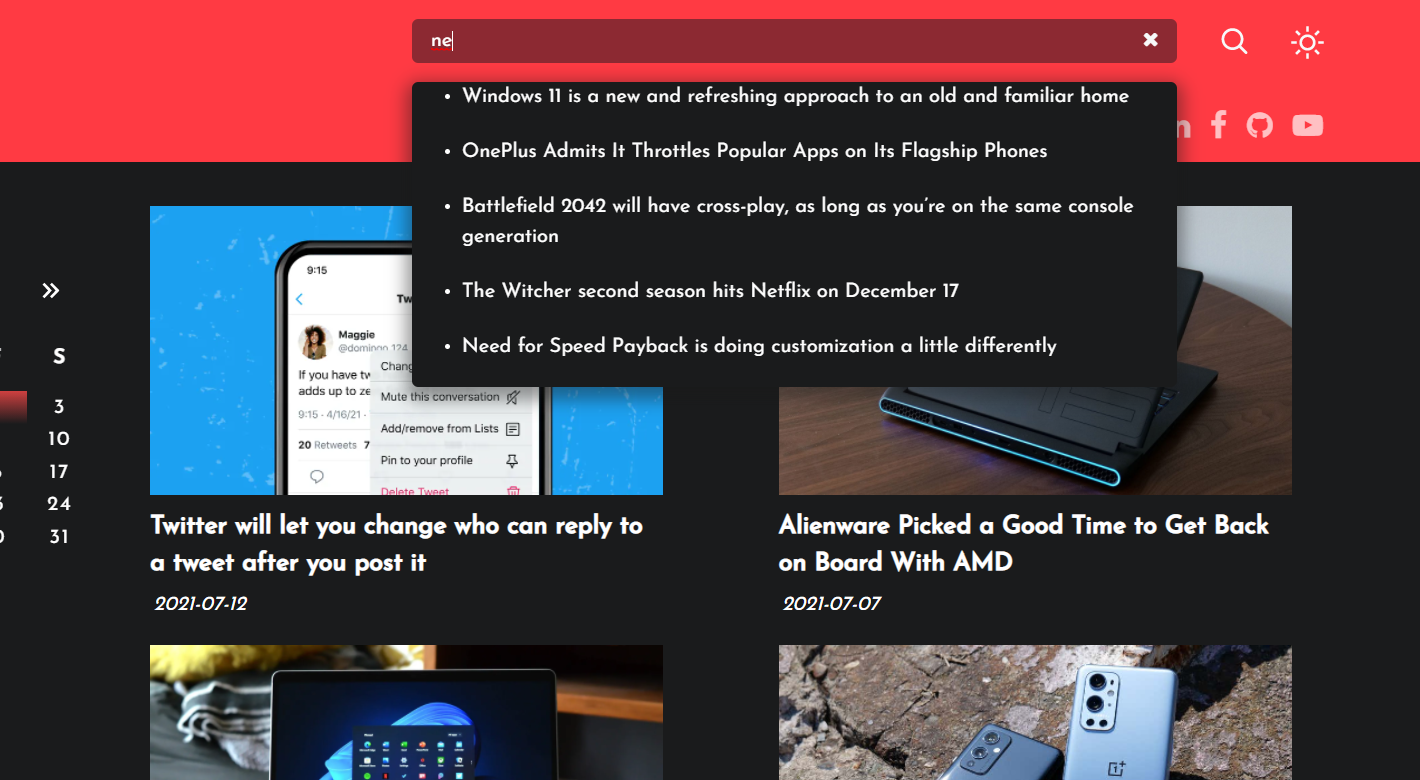 ne
Windows 11 is a new and refreshing approach to an old and familiar home
OnePlus Admits It Throttles Popular Apps on Its Flagship Phones
Battlefield 2042 will have cross-play, as long as you're on the same console
generation
The Witcher second season hits Netflix on December 17
Need for Speed Payback is doing customization a little differently
S
3
10
17
24
31
9:15
Maggie
@domingo_124
If you have tw
adds up to ze
9:15 · 4/16/21 ·
20 Retweets 7
Mute this conversation
Add/remove from Lists
Pin to your profile
Delete Tweet
Twitter will let you change who can reply to
a tweet after you post it
2021-07-12
Alienware Picked a Good Time to Get Back
on Board With AMD
2021-07-07